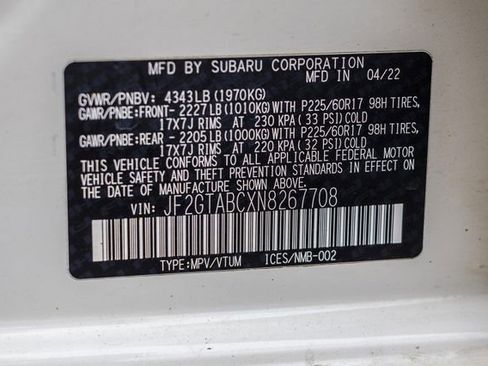 MFD BY SUBARU CORPORATION
IN 04/22
GVWR/PNBV: 4343LB (1970KG)
GAWR/PNBE:FRONT- 2227LB (1010KG) WITH P225/60R17 98H TIRES,
17X7J RIMS AT 230 KPA ( 33 PSI) COLD
GAWR/PNBE:REAR - 2205LB (1000KG) WITH P225/60R17 98H TIRES,
17X7J RIMS AT 220 KPA ( 32 PSI) COLD
THIS VEHICLE CONFORMS TO ALL APPLICABLE FEDERAL MOTOR
VEHICLE SAFETY AND THEFT PREVENTION STANDARDS IN EFFECT ON
THE DATE OF MANUFACTURE SHOWN ABOVE.
VIN: JF2GTABCXN8267708
TYPE:MPV/VTUM ICES/NMB-002